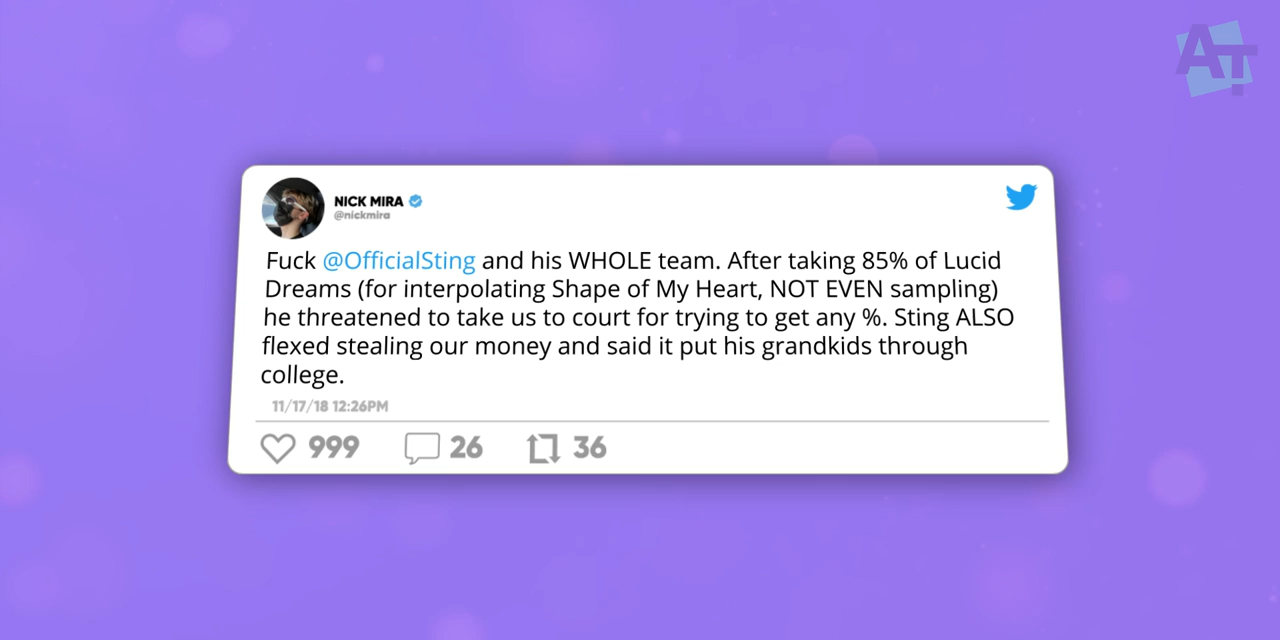 AT
NICK MIRA
@nickmira
Fuck @OfficialSting and his WHOLE team. After taking 85% of Lucid
Dreams (for interpolating Shape of My Heart, NOT EVEN sampling)
he threatened to take us to court for trying to get any %. Sting ALSO
flexed stealing our money and said it put his grandkids through
college.
11/17/18 12:26PM
999 26 36